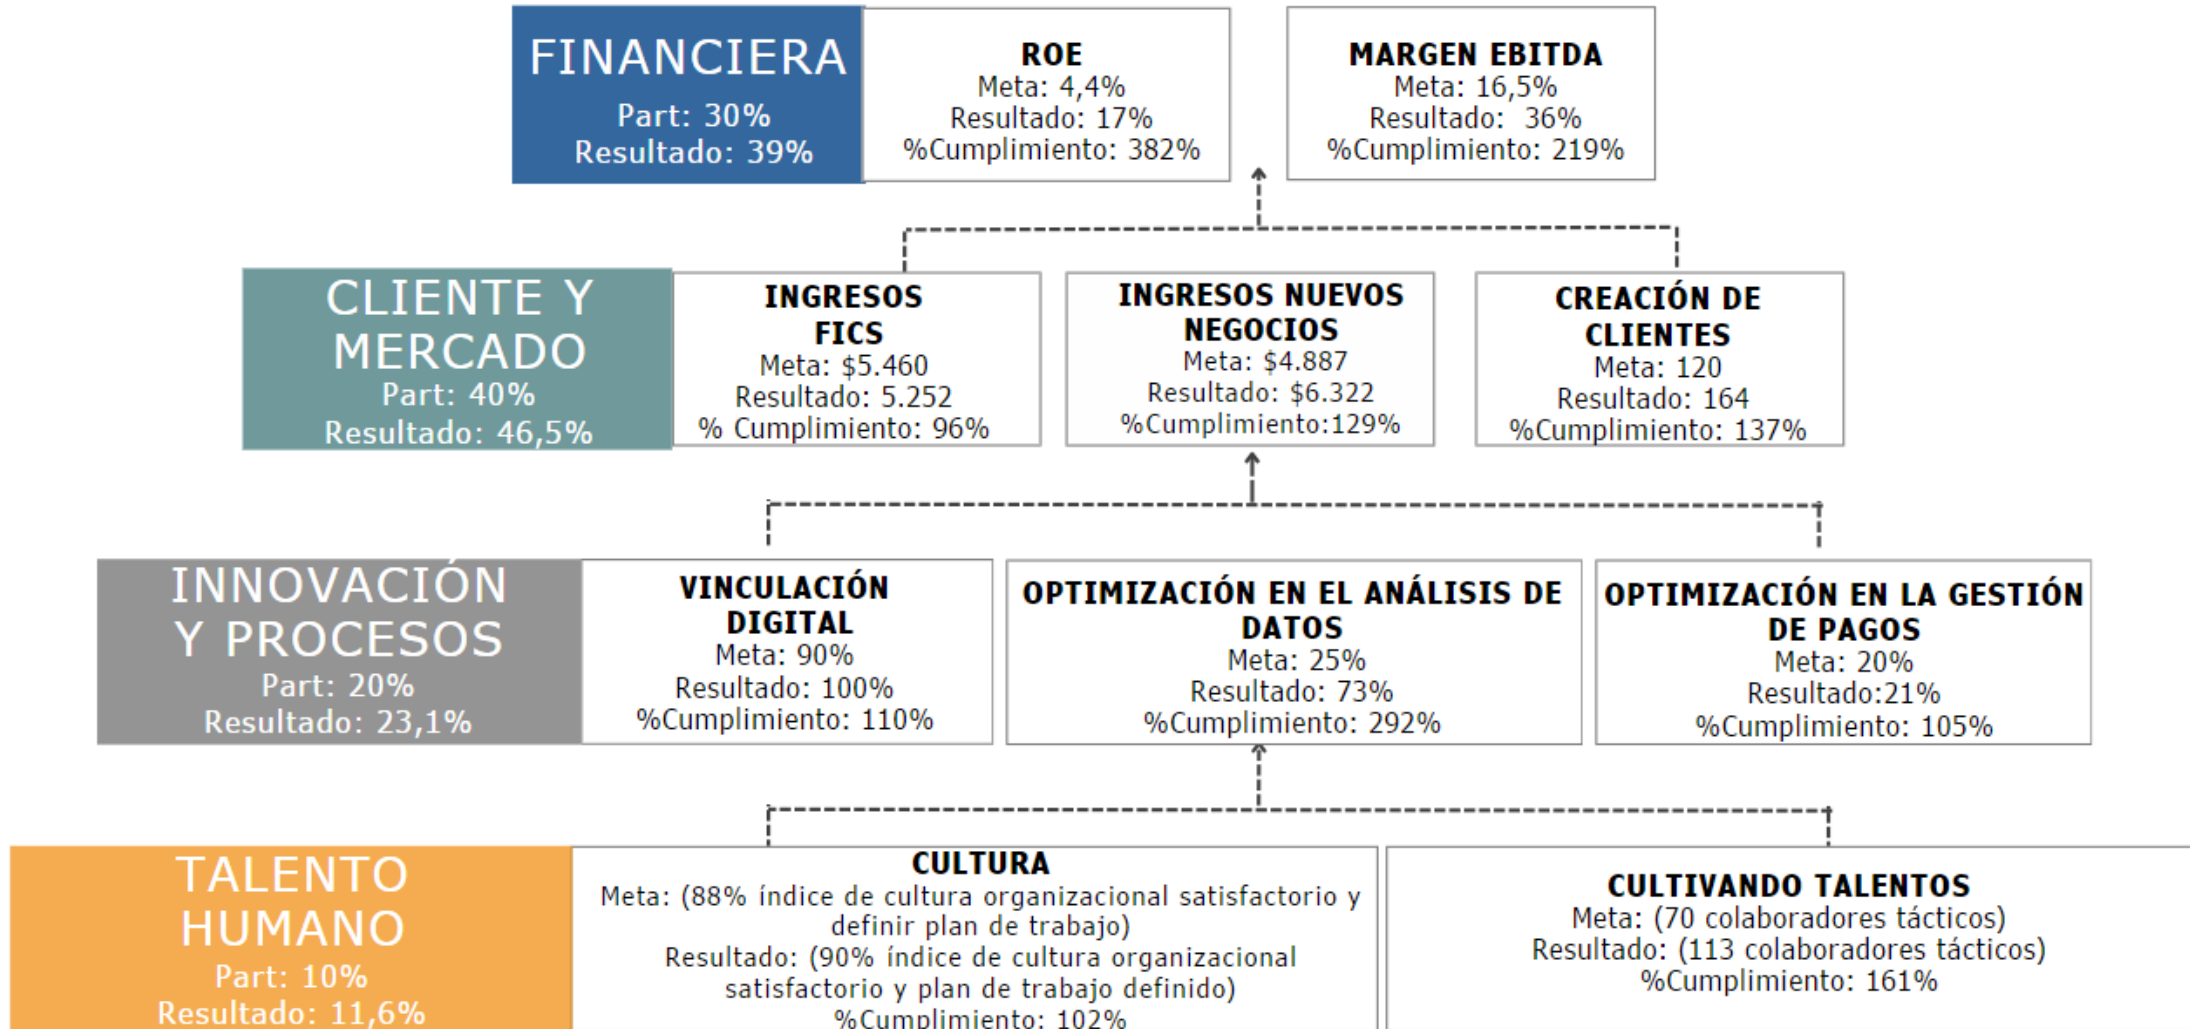 FINANCIERA
Part: 30%
Resultado: 39%
ROE
Meta: 4,4%
Resultado: 17%
%Cumplimiento: 382%
MARGEN EBITDA
Meta: 16,5%
Resultado: 36%
%Cumplimiento: 219%
CLIENTE Y
MERCADO
Part: 40%
Resultado: 46,5%
INGRESOS
FICS
Meta: $5.460
Resultado: 5.252
% Cumplimiento: 96%
INGRESOS NUEVOS
NEGOCIOS
Meta: $4.887
Resultado: $6.322
%Cumplimiento:129%
CREACIÓN DE
CLIENTES
Meta: 120
Resultado: 164
%Cumplimiento: 137%
INNOVACIÓN
Y PROCESOS
Part: 20%
Resultado: 23,1%
VINCULACIÓN
DIGITAL
Meta: 90%
Resultado: 100%
%Cumplimiento: 110%
OPTIMIZACIÓN EN EL ANÁLISIS DE
DATOS
Meta: 25%
Resultado: 73%
%Cumplimiento: 292%
OPTIMIZACIÓN EN LA GESTIÓN
DE PAGOS
Meta: 20%
Resultado:21%
%Cumplimiento: 105%
TALENTO
HUMANO
Part: 10%
Resultado: 11,6%
CULTURA
Meta: (88% índice de cultura organizacional satisfactorio y
definir plan de trabajo)
Resultado: (90% índice de cultura organizacional
satisfactorio y plan de trabajo definido)
%Cumplimiento: 102%
CULTIVANDO TALENTOS
Meta: (70 colaboradores tácticos)
Resultado: (113 colaboradores tácticos)
%Cumplimiento: 161%